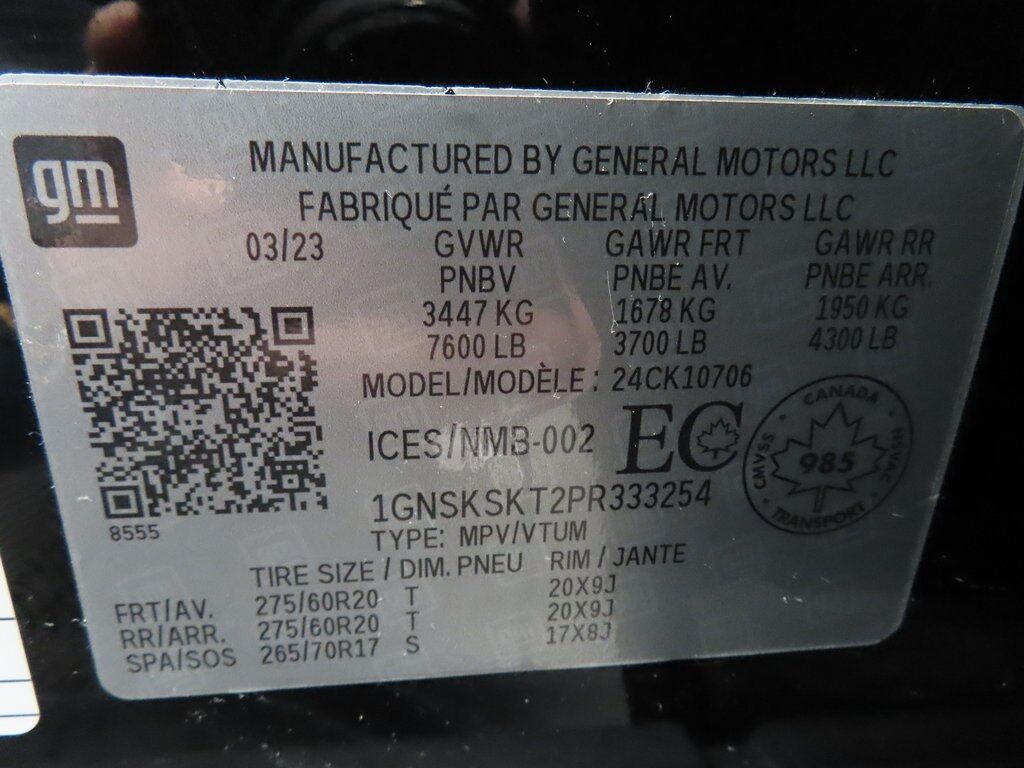 gm
MANUFACTURED BY GENERAL MOTORS LLC
FABRIQUÉ PAR GENERAL MOTORS LLC
03/23 GVWR GAWR FRT GAWR RR
PNBV PNBE AV. PNBE ARR.
3447 KG 1678 KG 1950 KG
7600 LB 3700 LB 4300 LB
MODEL/MODÈLE : 24CK10706
ICES/NMB-002 EC
CANADA
CMVSS 985 NSVAC
TRANSPORT
1GNSKSKT2PR333254
8555
TYPE: MPV/VTUM
TIRE SIZE / DIM. PNEU RIM / JANTE
FRT/AV. 275/60R20 T 20X9J
RR/ARR. 275/60R20 T 20X9J
SPA/SOS 265/70R17 S 17X8J